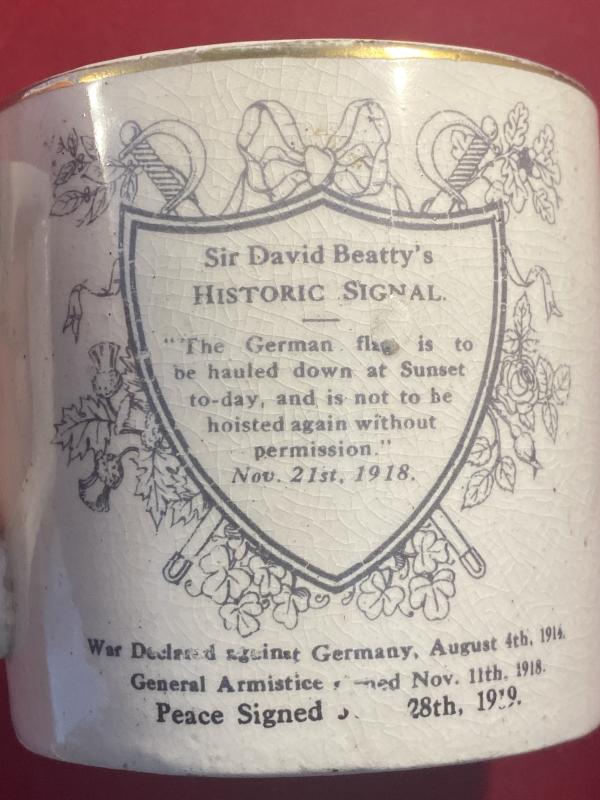 Sir David Beatty's
HISTORIC SIGNAL.
"The German flag is to
be hauled down at Sunset
to-day, and is not to be
hoisted again without
permission."
Nov. 21st, 1918.
War Declared against Germany, August 4th, 1914.
General Armistice signed Nov. 11th, 1918.
Peace Signed 28th, 1919.